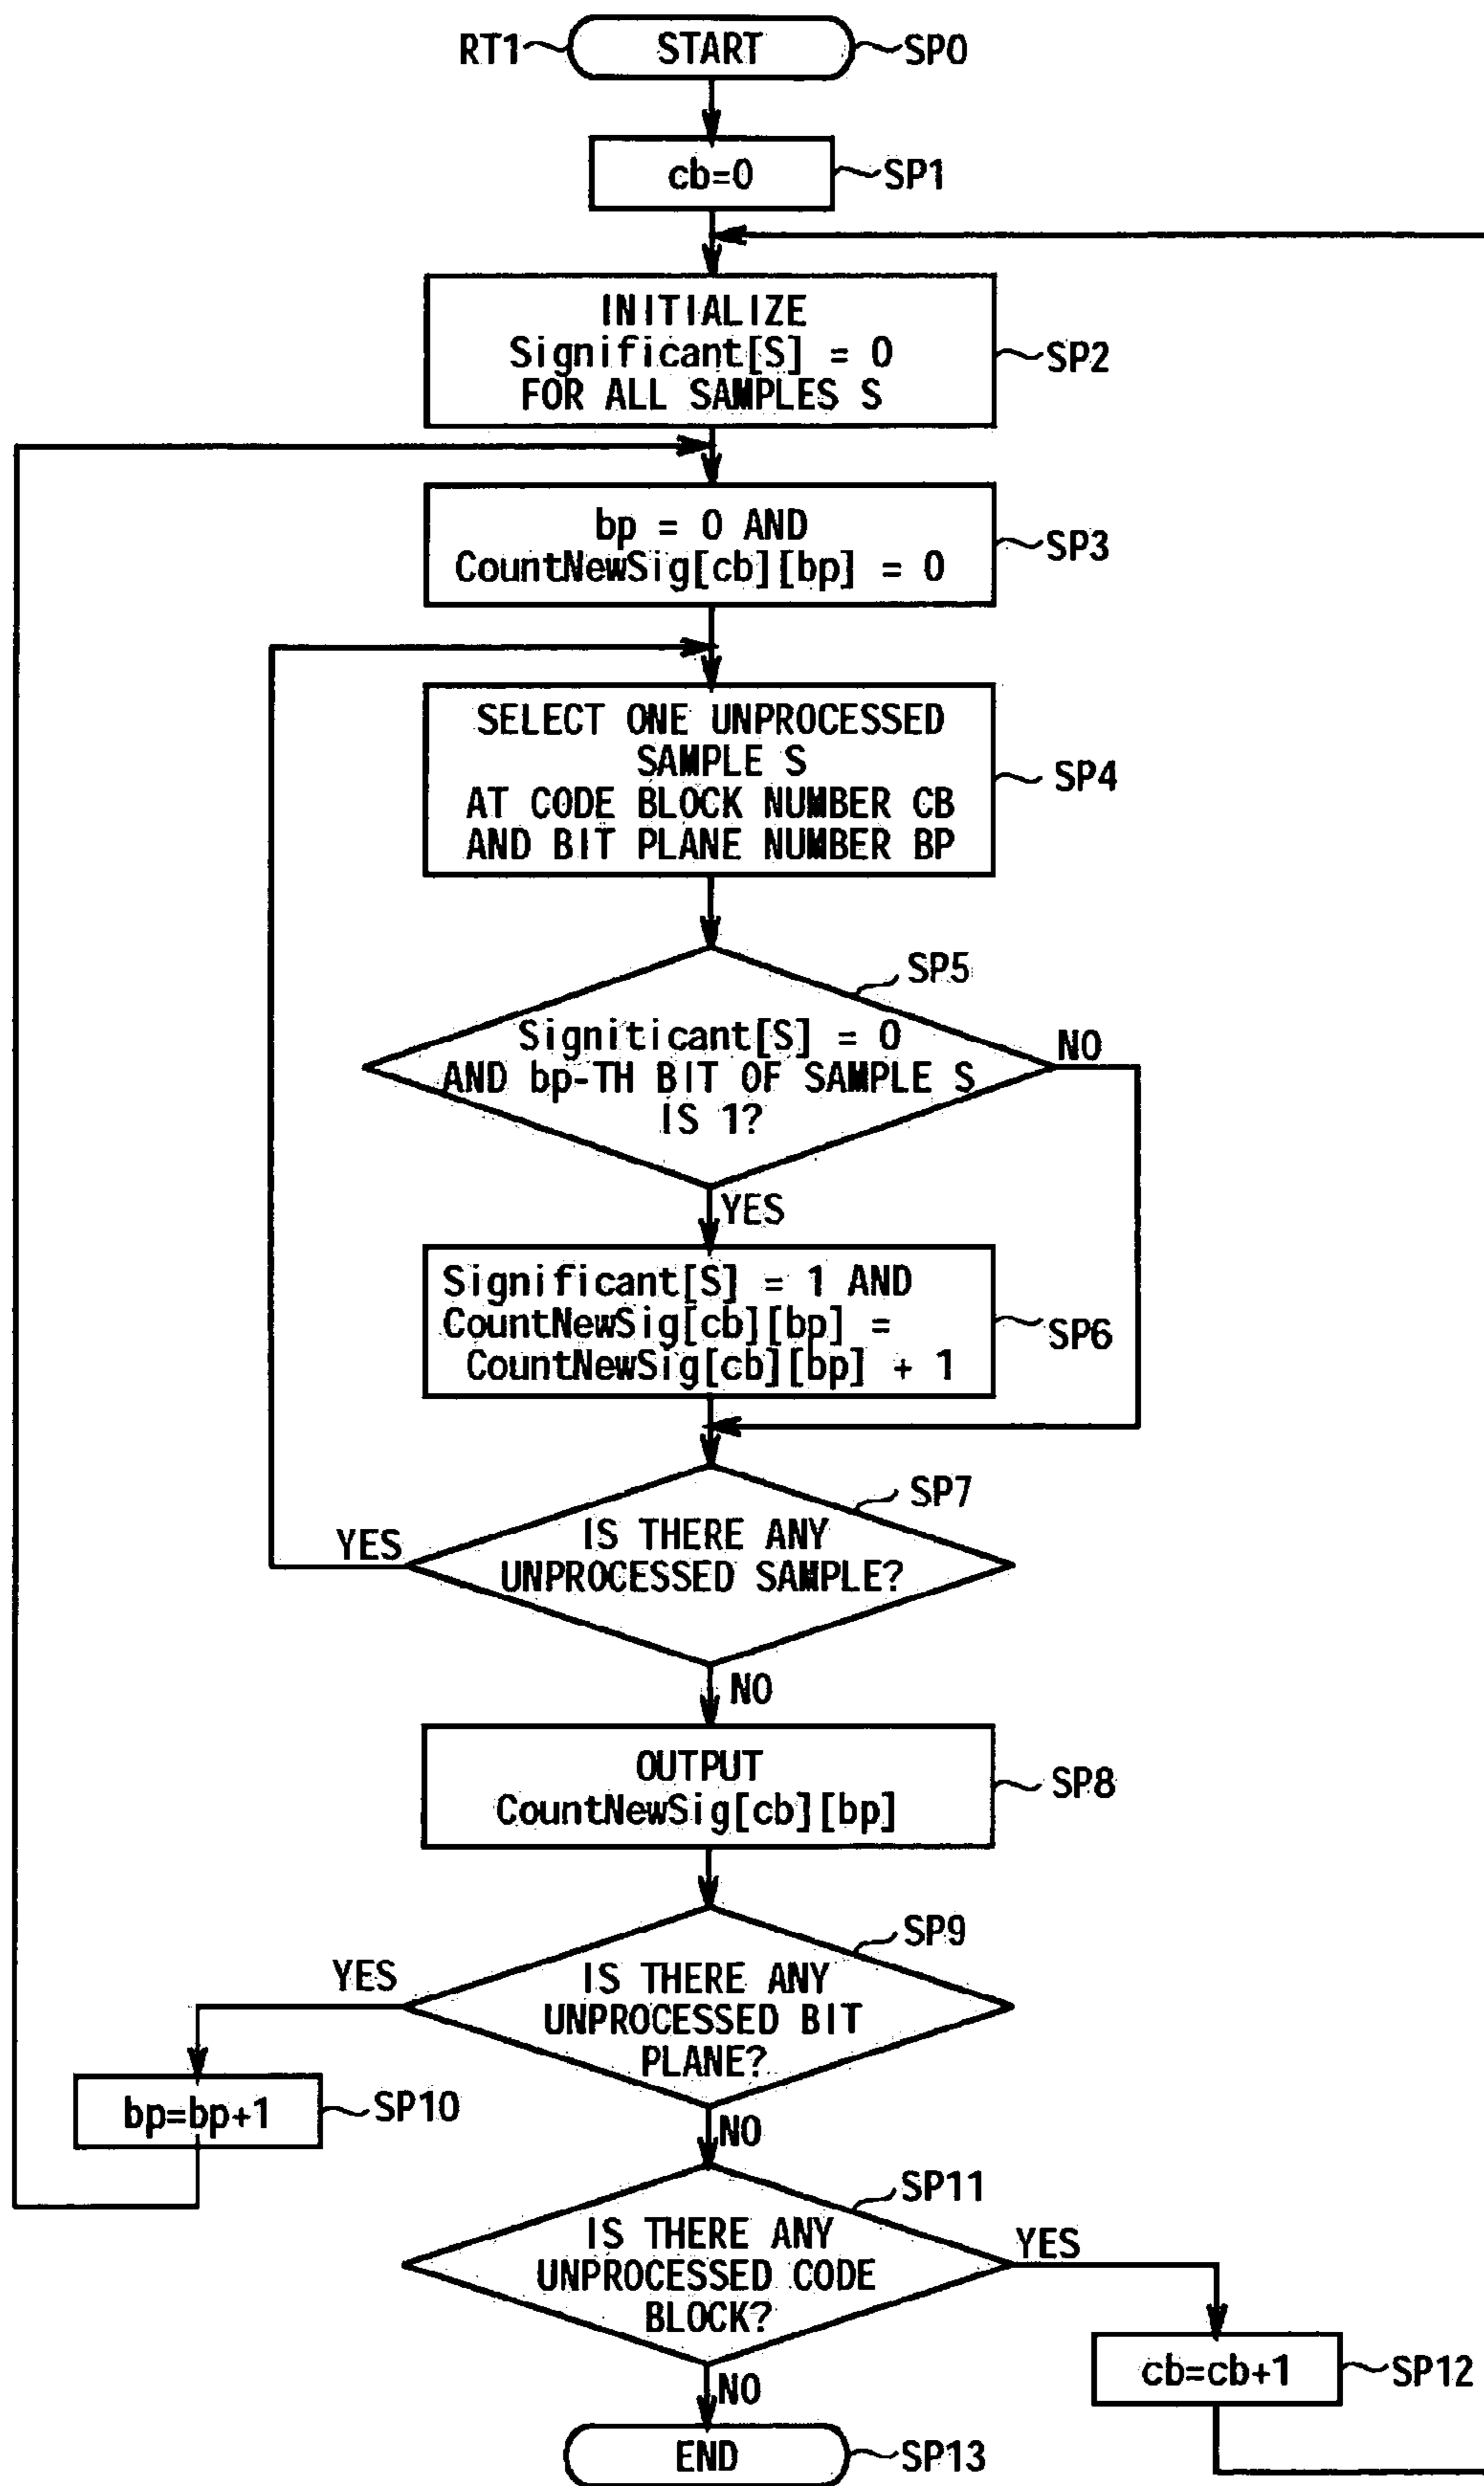 RT1 START SP0
cb=0 SP1
INITIALIZE
Significant[S] = 0
FOR ALL SAMPLES S
SP2
bp = 0 AND
CountNewSig[cb][bp] = 0
SP3
SELECT ONE UNPROCESSED
SAMPLE S
AT CODE BLOCK NUMBER CB
AND BIT PLANE NUMBER BP
SP4
SP5
Signiticant[S] = 0
AND bp-TH BIT OF SAMPLE S
IS 1?
NO
YES
Significant[S] = 1 AND
CountNewSig[cb][bp] =
CountNewSig[cb][bp] + 1
SP6
SP7
IS THERE ANY
UNPROCESSED SAMPLE?
YES
NO
OUTPUT
CountNewSig[cb][bp]
SP8
SP9
IS THERE ANY
UNPROCESSED BIT
PLANE?
YES
bp=bp+1 SP10
NO
SP11
IS THERE ANY
UNPROCESSED CODE
BLOCK?
YES
cb=cb+1 SP12
NO
END SP13